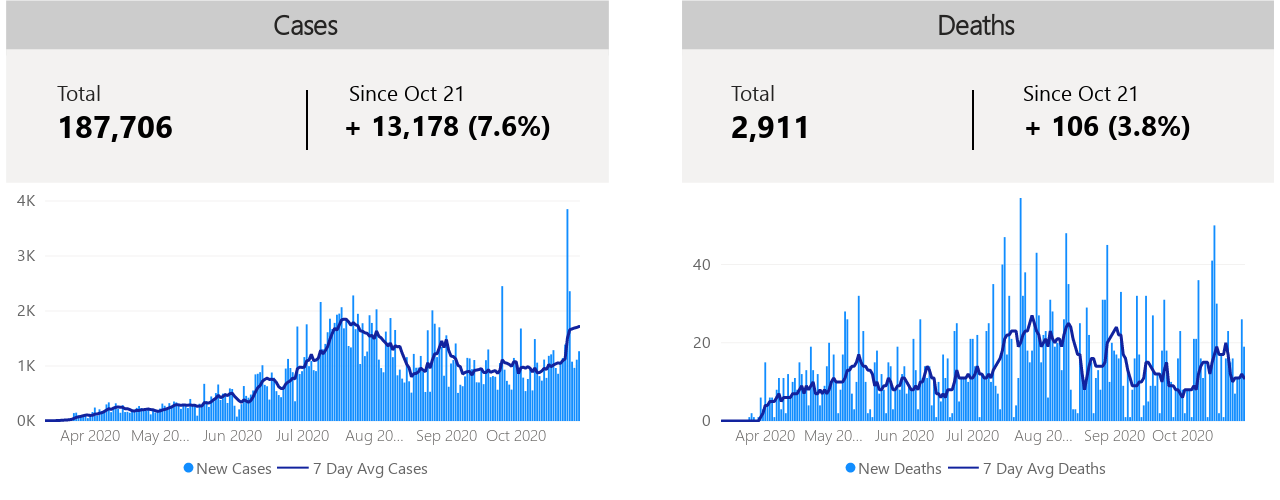 Cases
Total
187,706
Since Oct 21
+ 13,178 (7.6%)
4K
3K
2K
1K
0K
Apr 2020 May 20... Jun 2020 Jul 2020 Aug 20... Sep 2020 Oct 2020
New Cases 7 Day Avg Cases
Deaths
Total
2,911
Since Oct 21
+ 106 (3.8%)
40
20
0
Apr 2020 May 20... Jun 2020 Jul 2020 Aug 20... Sep 2020 Oct 2020
New Deaths 7 Day Avg Deaths